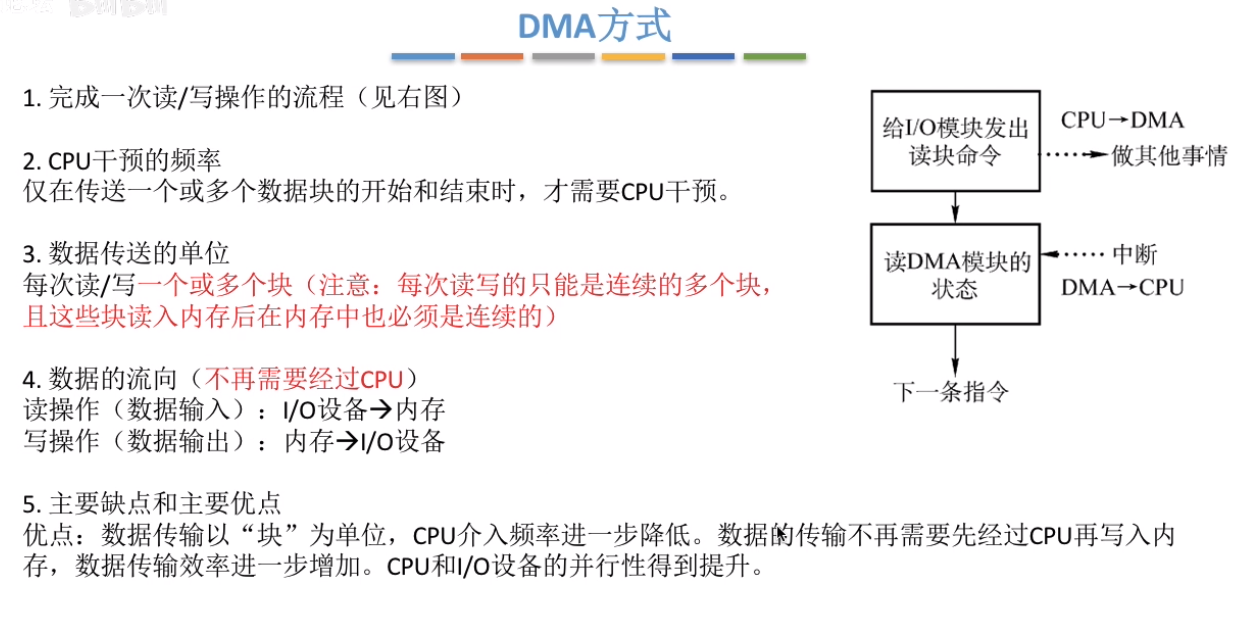 DMA方式
1. 完成一次读/写操作的流程（见右图）
2. CPU干预的频率
仅在传送一个或多个数据块的开始和结束时，才需要CPU干预。
3. 数据传送的单位
每次读/写一个或多个块（注意：每次读写的只能是连续的多个块，
且这些块读入内存后在内存中也必须是连续的）
4. 数据的流向（不再需要经过CPU）
读操作（数据输入）：I/O设备→内存
写操作（数据输出）：内存→I/O设备
5. 主要缺点和主要优点
优点：数据传输以“块”为单位，CPU介入频率进一步降低。数据的传输不再需要先经过CPU再写入内
存，数据传输效率进一步增加。CPU和I/O设备的并行性得到提升。
给I/O模块发出
读块命令
CPU→DMA
做其他事情
读DMA模块的
状态
中断
DMA→CPU
下一条指令